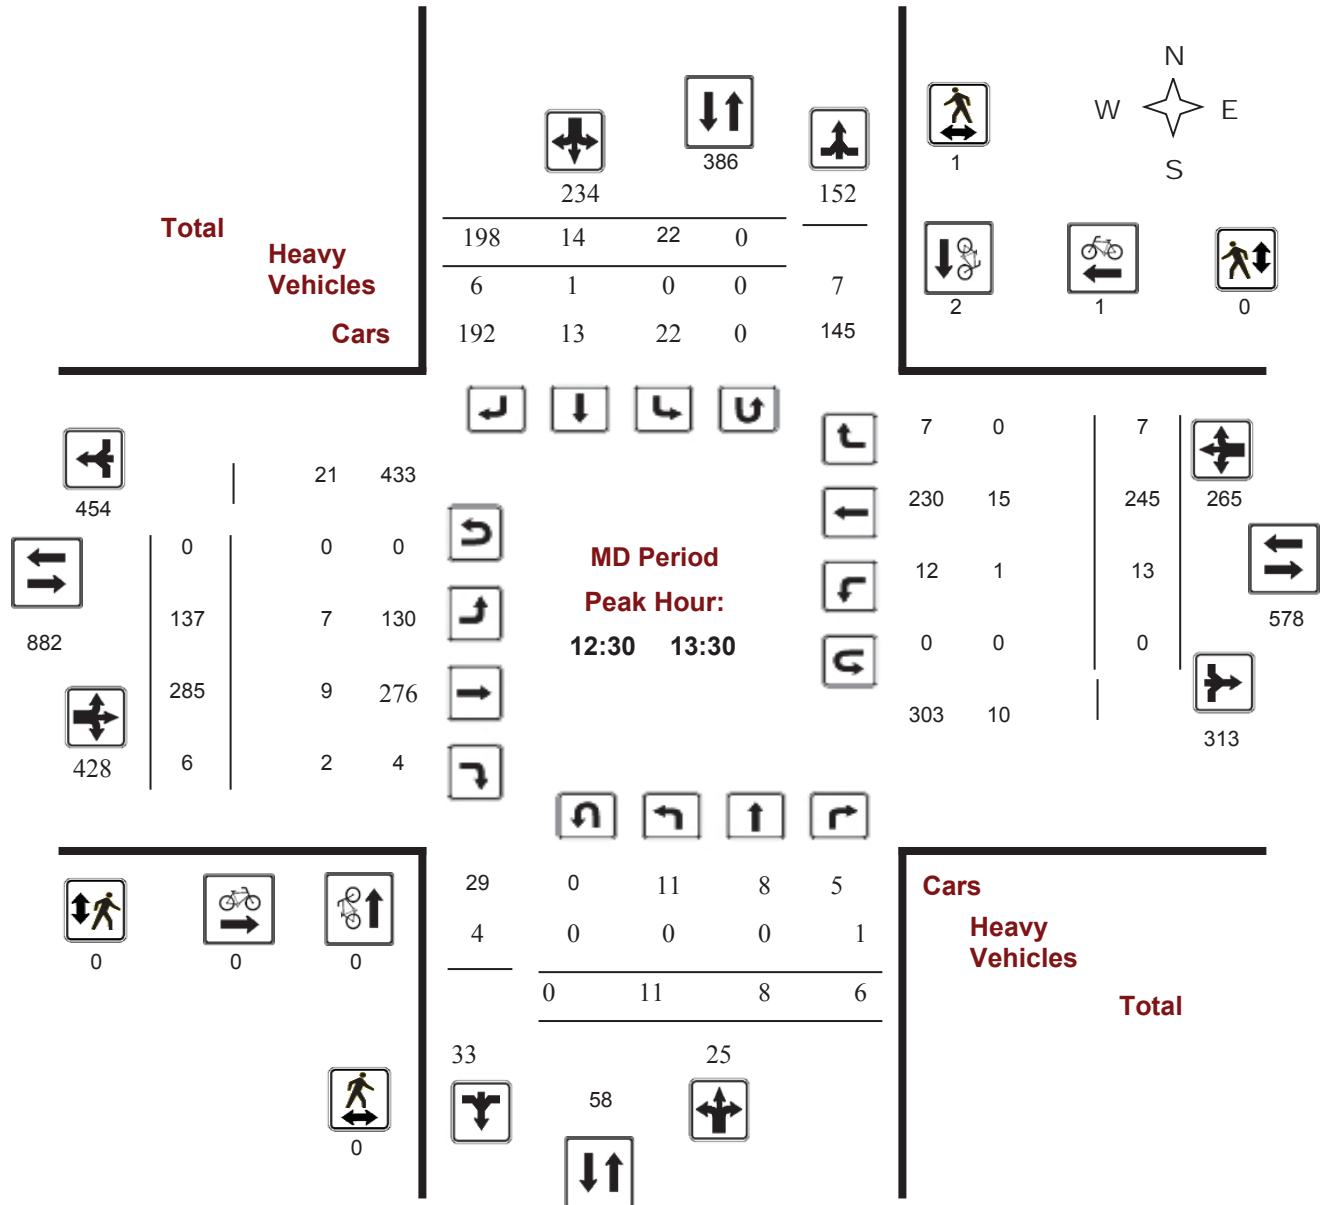 N
W E
S
386
1
234
152
Total
198 14 22 0
Heavy
Vehicles
6 1 0 0 7
Cars
192 13 22 0 145
2 1 0
7 0 7
21 433
454
230 15 245 265
0 0 0
MD Period
12 1 13
Peak Hour:
137 7 130
578
882
12:30 13:30
0 0 0
285 9 276
303 10
313
428 6 2 4
29 0 11 8 5
Cars
4 0 0 0 1
Heavy
Vehicles
0 0 0
0 11 8 6
Total
33 25
58
0